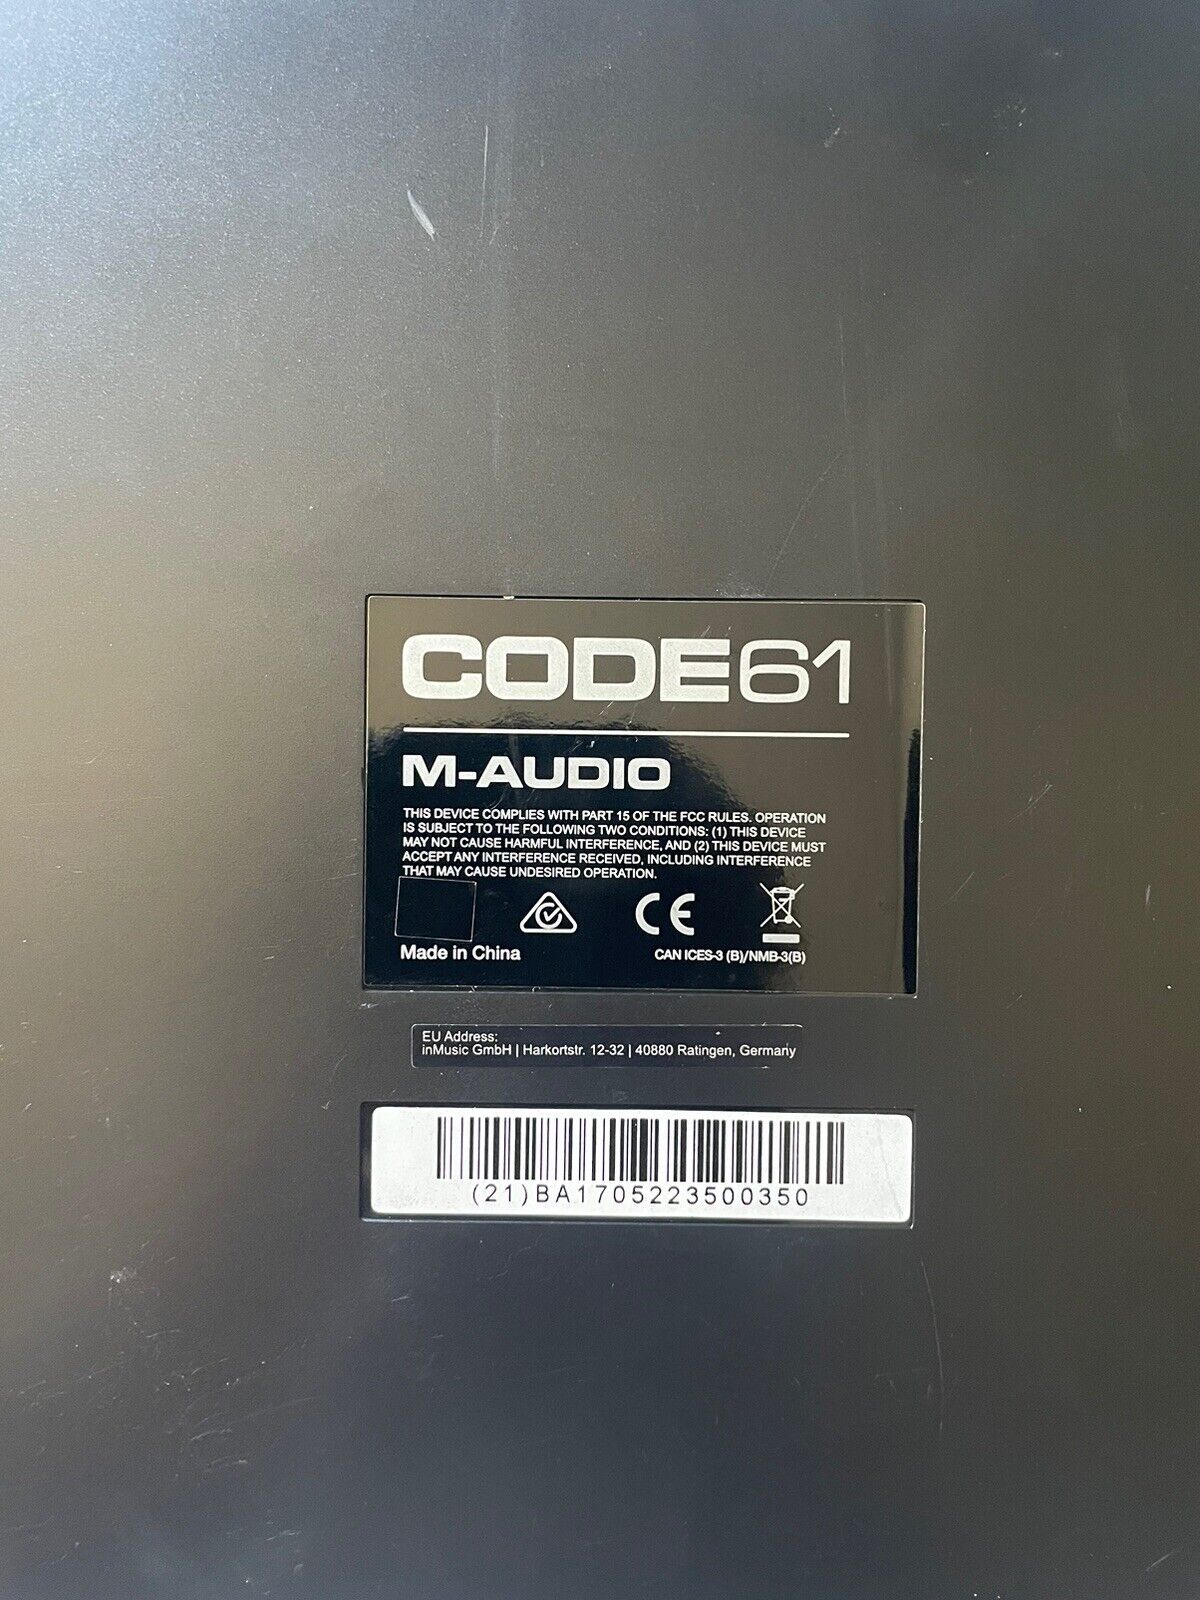 CODE61
M-AUDIO
THIS DEVICE COMPLIES WITH PART 15 OF THE FCC RULES. OPERATION
IS SUBJECT TO THE FOLLOWING TWO CONDITIONS: (1) THIS DEVICE
MAY NOT CAUSE HARMFUL INTERFERENCE, AND (2) THIS DEVICE MUST
ACCEPT ANY INTERFERENCE RECEIVED, INCLUDING INTERFERENCE
THAT MAY CAUSE UNDESIRED OPERATION.
CE
Made in China
CAN ICES-3 (B)/NMB-3(B)
EU Address:
inMusic GmbH | Harkortstr. 12-32 | 40880 Ratingen, Germany
(21)BA1705223500350